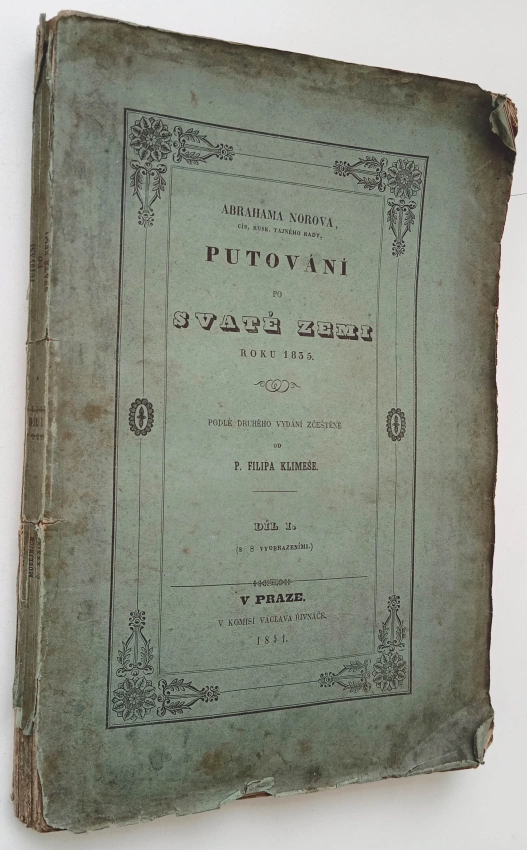 ABRAHAMA NOROVA,
CÍS. RUSK. TAJNÉHO RADY,
PUTOVÁNÍ
PO
SVATÉ ZEMI
ROKU 1835.
PODLÉ DRUHÉHO VYDÁNÍ ZČEŠTĚNÉ
OD
P. FILIPA KLIMEŠE.
DÍL I.
(S 8 VYOBRAZENÍMI.)
V PRAZE.
V KOMISÍ VÁCLAVA ŘIVNÁČE.
1851.